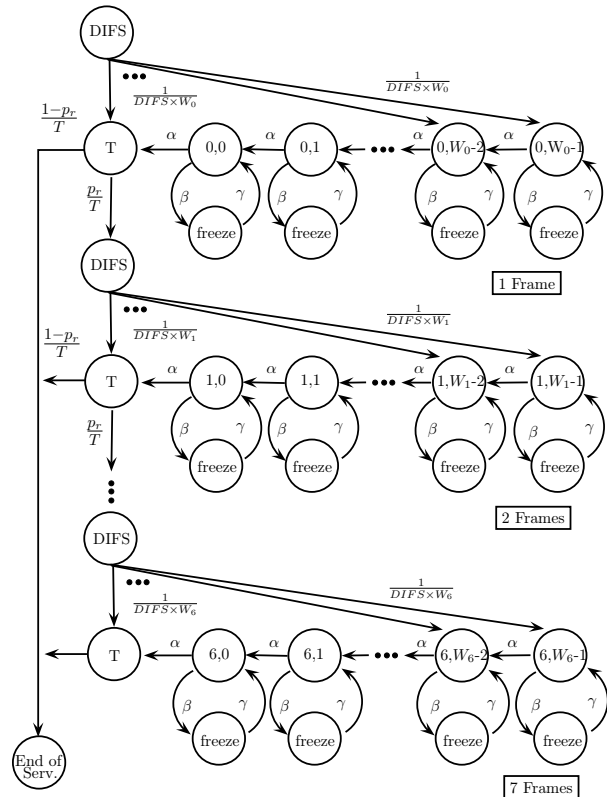 DIFS
•••
1/(DIFS×W₀)
1/(DIFS×W₀)
(1−pᵣ)/T
T
α
0,0
α
0,1
•••
α
0,W₀-2
α
0,W₀-1
β
γ
β
γ
β
γ
β
γ
pᵣ/T
freeze
freeze
freeze
freeze
DIFS
1 Frame
•••
1/(DIFS×W₁)
1/(DIFS×W₁)
(1−pᵣ)/T
T
α
1,0
α
1,1
•••
α
1,W₁-2
α
1,W₁-1
β
γ
β
γ
β
γ
β
γ
pᵣ/T
freeze
freeze
freeze
freeze
2 Frames
DIFS
•••
1/(DIFS×W₆)
1/(DIFS×W₆)
T
α
6,0
α
6,1
•••
α
6,W₆-2
α
6,W₆-1
β
γ
β
γ
β
γ
β
γ
freeze
freeze
freeze
freeze
End of
Serv.
7 Frames